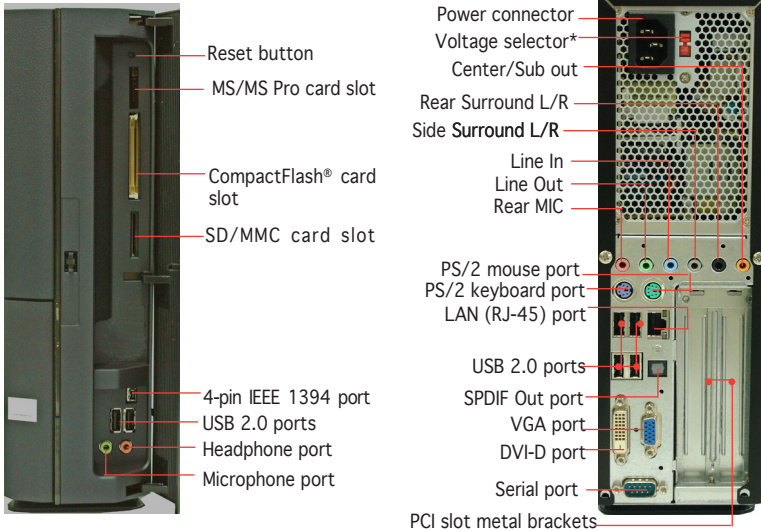 Reset button
MS/MS Pro card slot
CompactFlash® card
slot
SD/MMC card slot
4-pin IEEE 1394 port
USB 2.0 ports
Headphone port
Microphone port
Power connector
Voltage selector*
Center/Sub out
Rear Surround L/R
Side Surround L/R
Line In
Line Out
Rear MIC
PS/2 mouse port
PS/2 keyboard port
LAN (RJ-45) port
USB 2.0 ports
SPDIF Out port
VGA port
DVI-D port
Serial port
PCI slot metal brackets